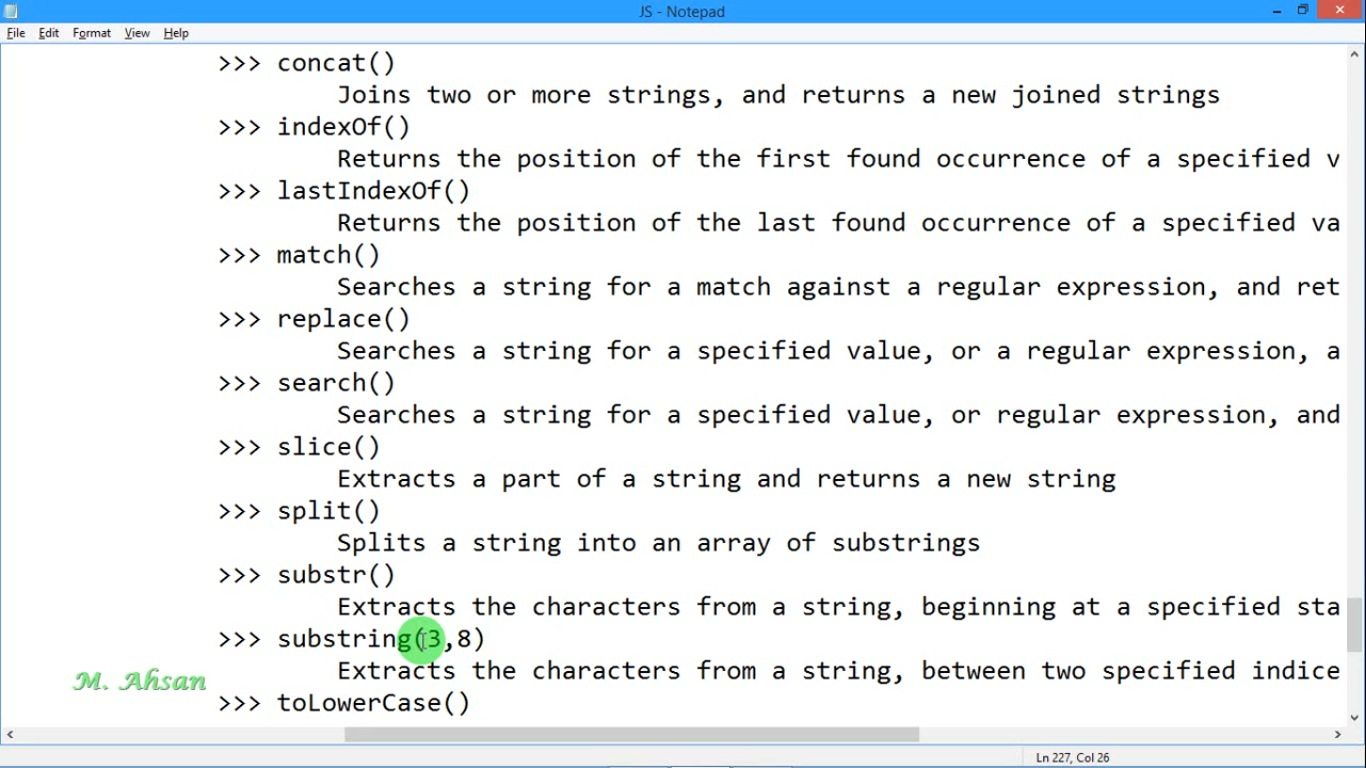 JS - Notepad
File Edit Format View Help
>>> concat()
Joins two or more strings, and returns a new joined strings
>>> indexOf()
Returns the position of the first found occurrence of a specified v
>>> lastIndexOf()
Returns the position of the last found occurrence of a specified va
>>> match()
Searches a string for a match against a regular expression, and ret
>>> replace()
Searches a string for a specified value, or a regular expression, a
>>> search()
Searches a string for a specified value, or regular expression, and
>>> slice()
Extracts a part of a string and returns a new string
>>> split()
Splits a string into an array of substrings
>>> substr()
Extracts the characters from a string, beginning at a specified sta
>>> substring(3,8)
Extracts the characters from a string, between two specified indice
M. Ahsan
>>> toLowerCase()
Ln 227, Col 26